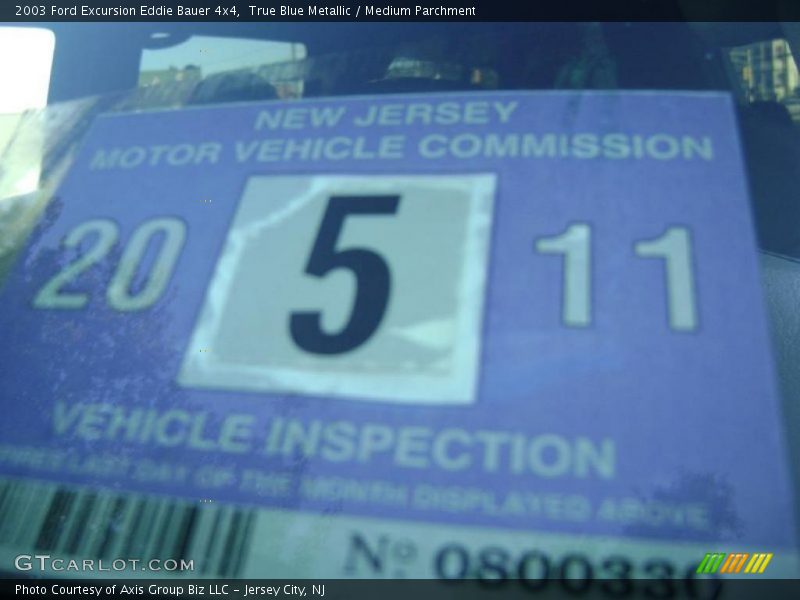 2003 Ford Excursion Eddie Bauer 4x4, True Blue Metallic / Medium Parchment
NEW JERSEY
MOTOR VEHICLE COMMISSION
20 5 11
VEHICLE INSPECTION
LAST DAY OF THE MONTH DISPLAYED ABOVE
Nº 0800330
GTCARLOT.COM
Photo Courtesy of Axis Group Biz LLC - Jersey City, NJ